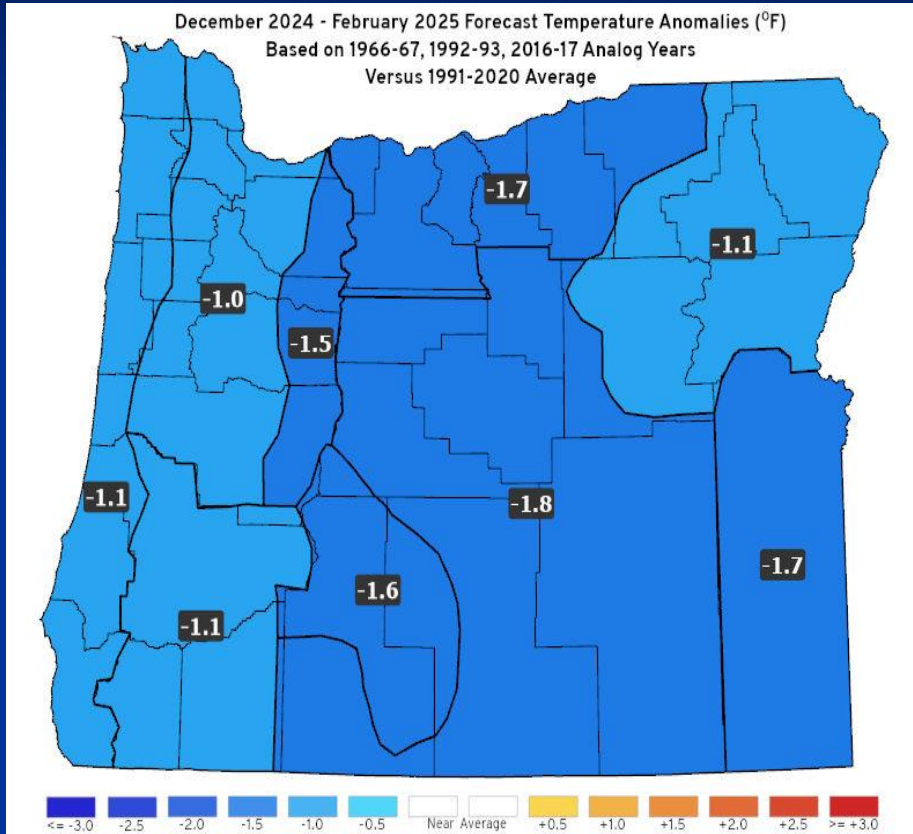 December 2024 - February 2025 Forecast Temperature Anomalies (⁰F)
Based on 1966-67, 1992-93, 2016-17 Analog Years
Versus 1991-2020 Average
-1.7
-1.1
-1.0
-1.5
-1.1
-1.8
-1.7
-1.6
-1.1
<= -3.0 -2.5 -2.0 -1.5 -1.0 -0.5 Near Average +0.5 +1.0 +1.5 +2.0 +2.5 >= +3.0